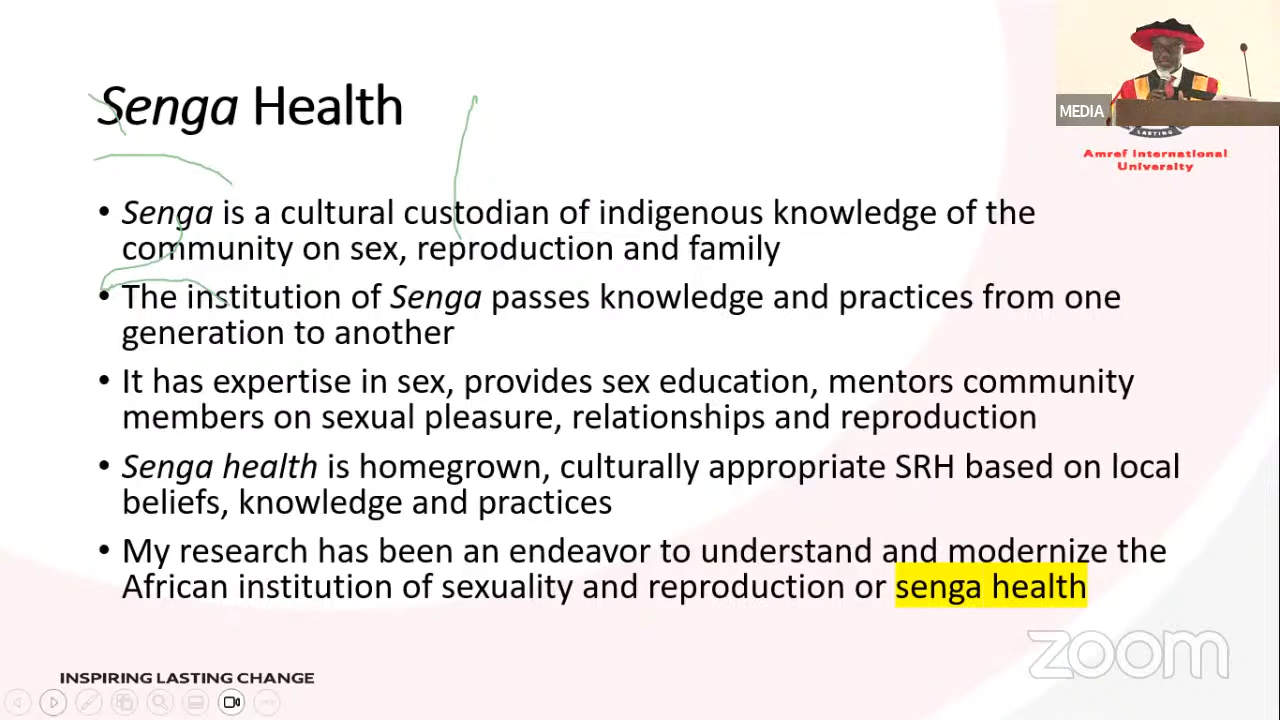 Senga Health
MEDIA
LASTING
Amref International
University
• Senga is a cultural custodian of indigenous knowledge of the
community on sex, reproduction and family
• The institution of Senga passes knowledge and practices from one
generation to another
• It has expertise in sex, provides sex education, mentors community
members on sexual pleasure, relationships and reproduction
• Senga health is homegrown, culturally appropriate SRH based on local
beliefs, knowledge and practices
• My research has been an endeavor to understand and modernize the
African institution of sexuality and reproduction or senga health
zoom
INSPIRING LASTING CHANGE